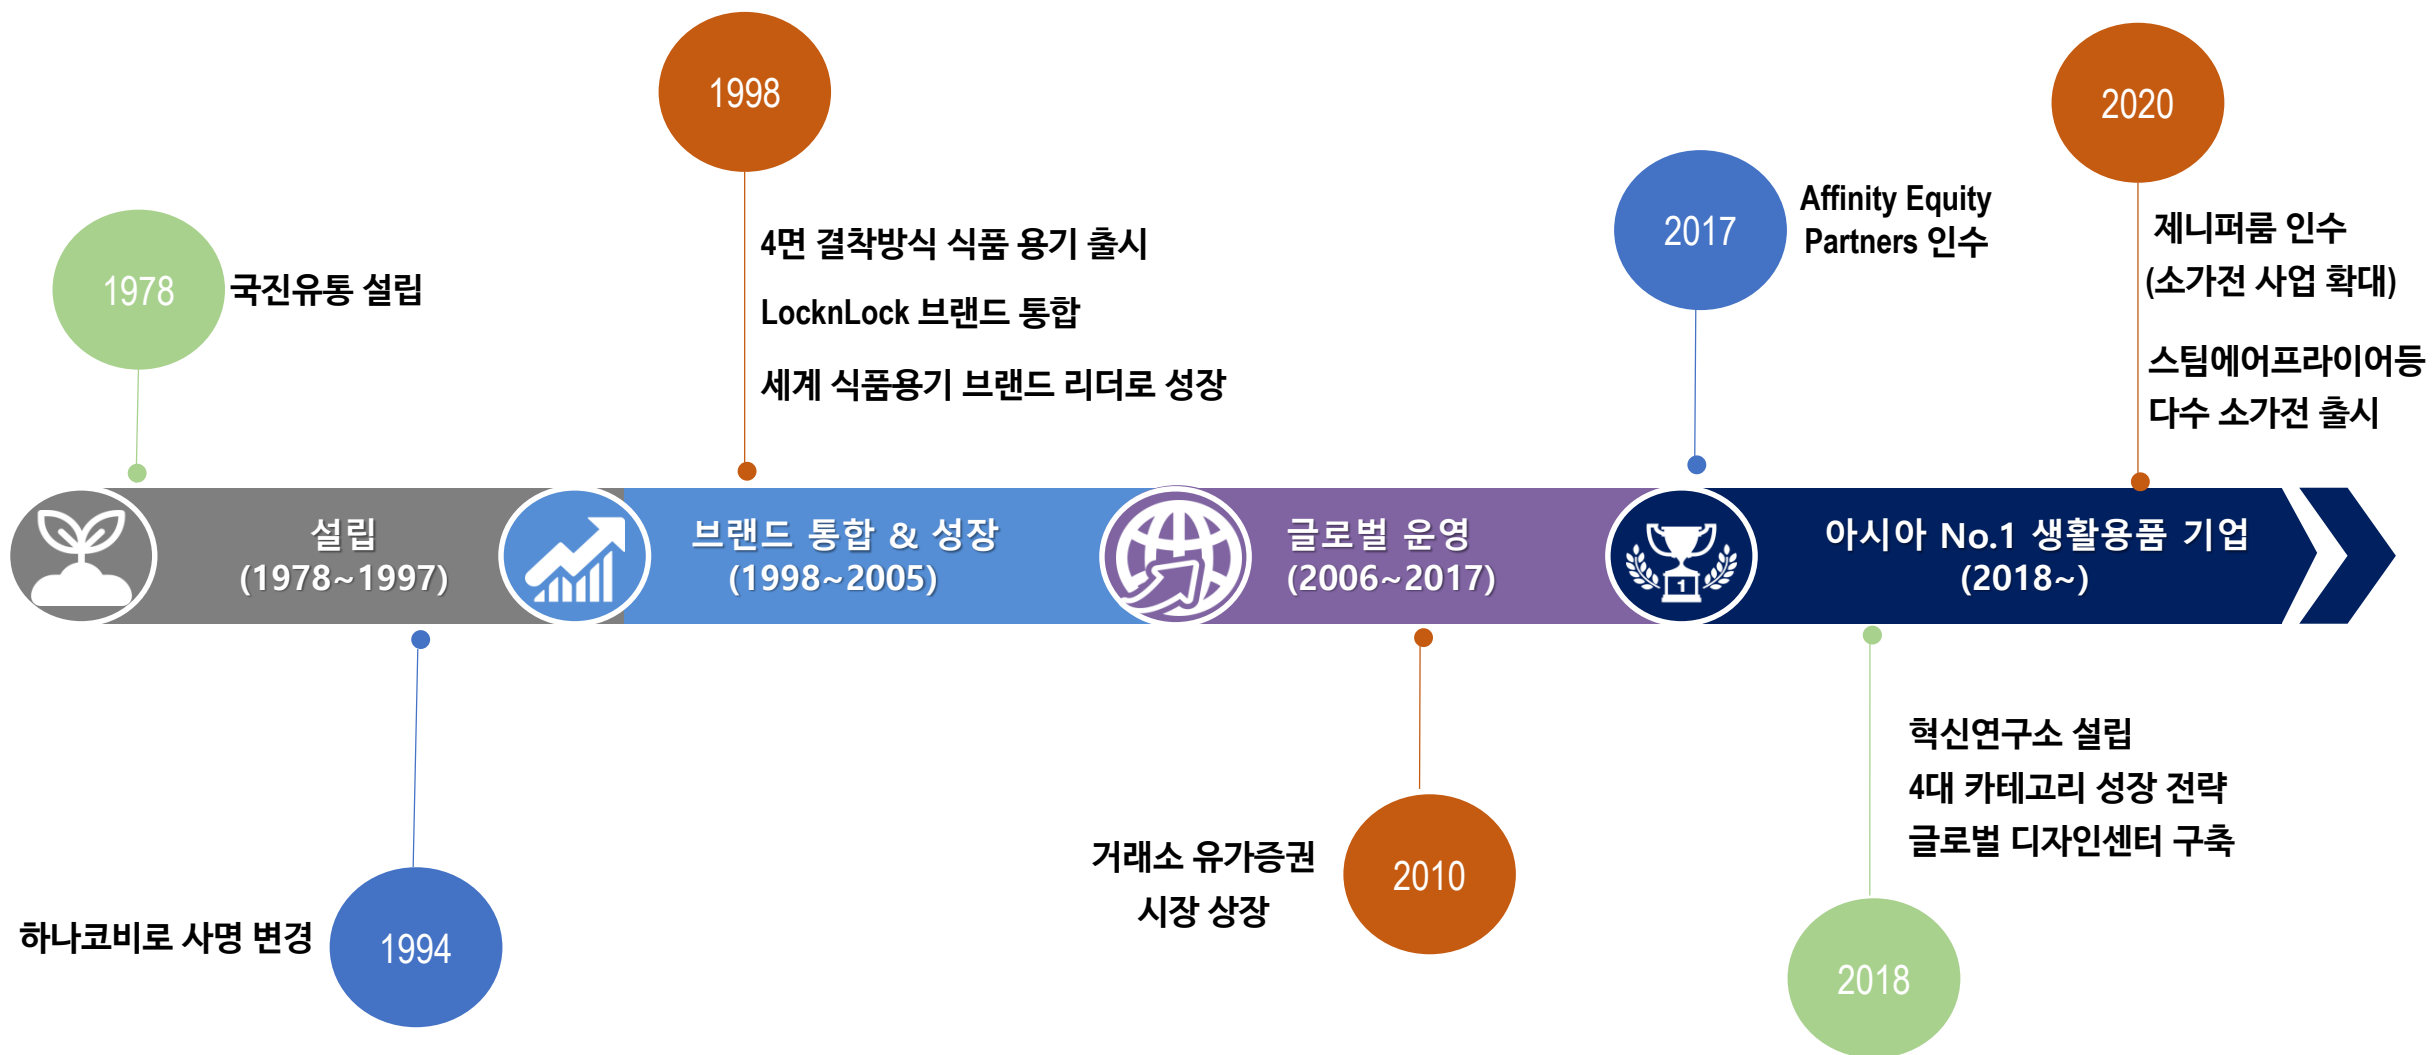 1998
4면 결착방식 식품 용기 출시
LocknLock 브랜드 통합
세계 식품용기 브랜드 리더로 성장
2020
제니퍼룸 인수
(소가전 사업 확대)
스팀에어프라이어등
다수 소가전 출시
2017
Affinity Equity
Partners 인수
1978
국진유통 설립
설립
(1978~1997)
브랜드 통합 & 성장
(1998~2005)
글로벌 운영
(2006~2017)
1
아시아 No.1 생활용품 기업
(2018~)
하나코비로 사명 변경
1994
거래소 유가증권
시장 상장
2010
혁신연구소 설립
4대 카테고리 성장 전략
글로벌 디자인센터 구축
2018